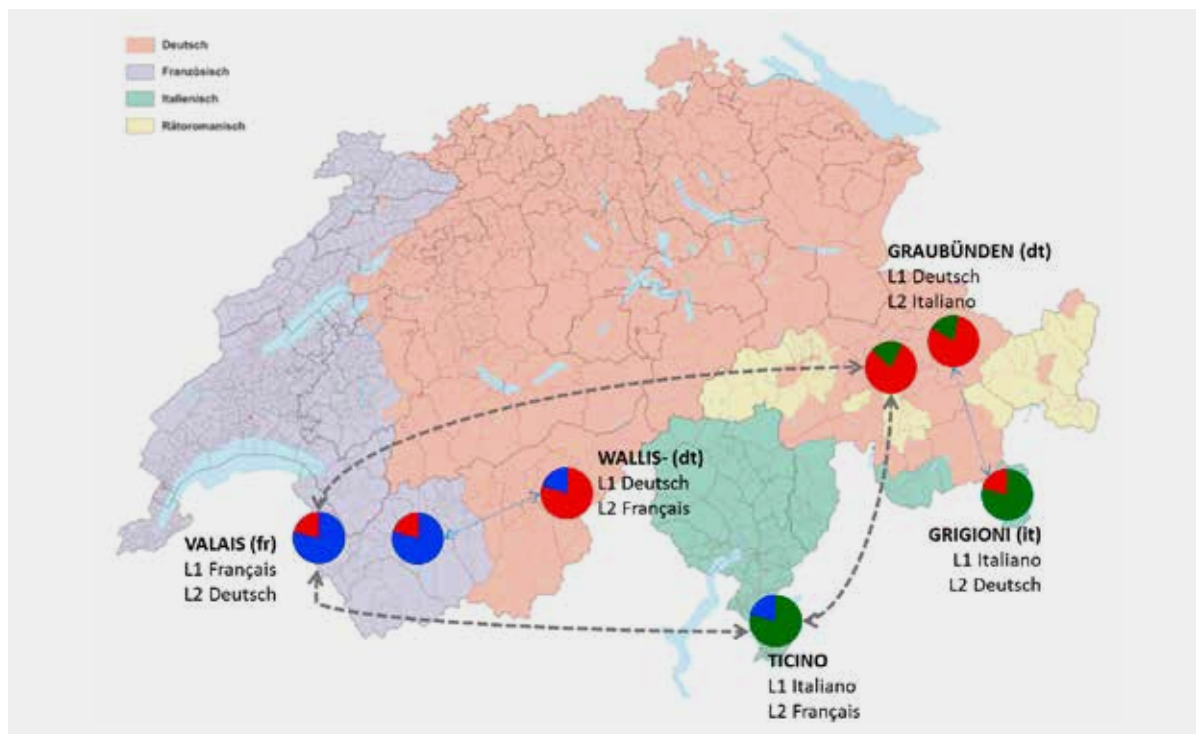 Deutsch
Französisch
Italienisch
Rätoromanisch
GRAUBÜNDEN (dt)
L1 Deutsch
L2 Italiano
WALLIS- (dt)
L1 Deutsch
L2 Français
VALAIS (fr)
L1 Français
L2 Deutsch
GRIGIONI (it)
L1 Italiano
L2 Deutsch
TICINO
L1 Italiano
L2 Français